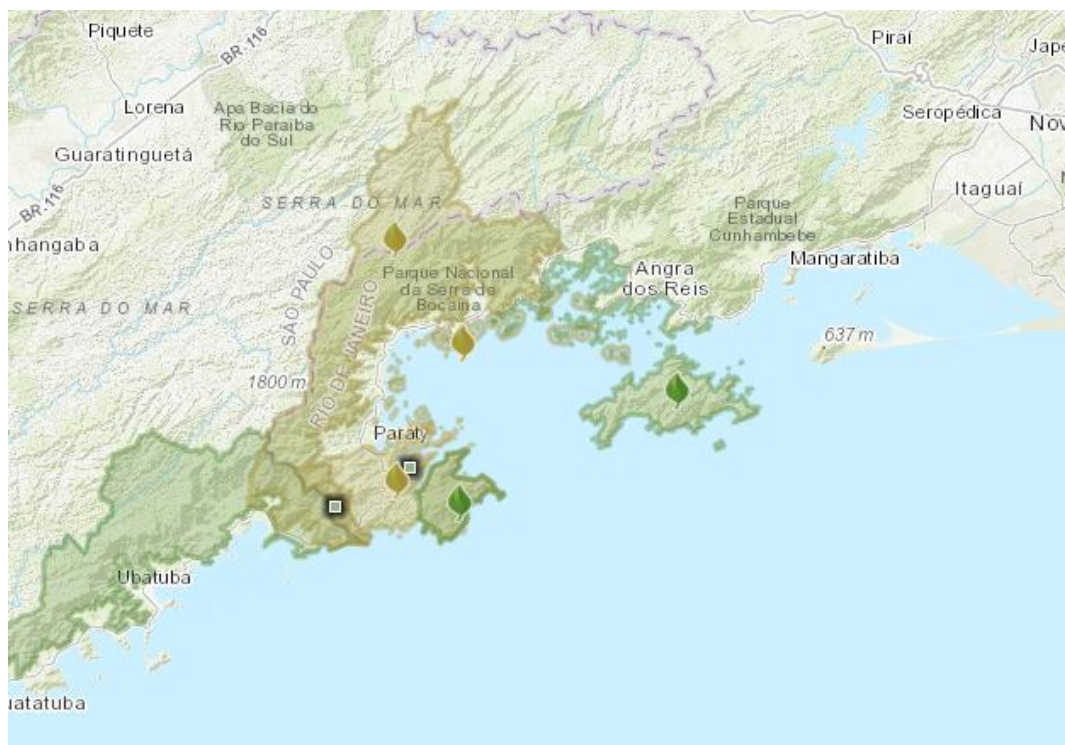 Piquete
BR-116
Piraí
Jape
Lorena
Apa Bacia do
Rio Paraiba
do Sul
Seropédica
Nov
Guaratinguetá
BR-116
SERRA DO MAR
Itaguaí
Parque
Estadual
Cunhambebe
nhangaba
Mangaratiba
SÃO PAULO
Parque Nacional
da Serra da
Bocaina
Angra
dos Reis
SERRA DO MAR
RIO DE JANEIRO
637 m
1800 m
Paraty
Ubatuba
uatatuba